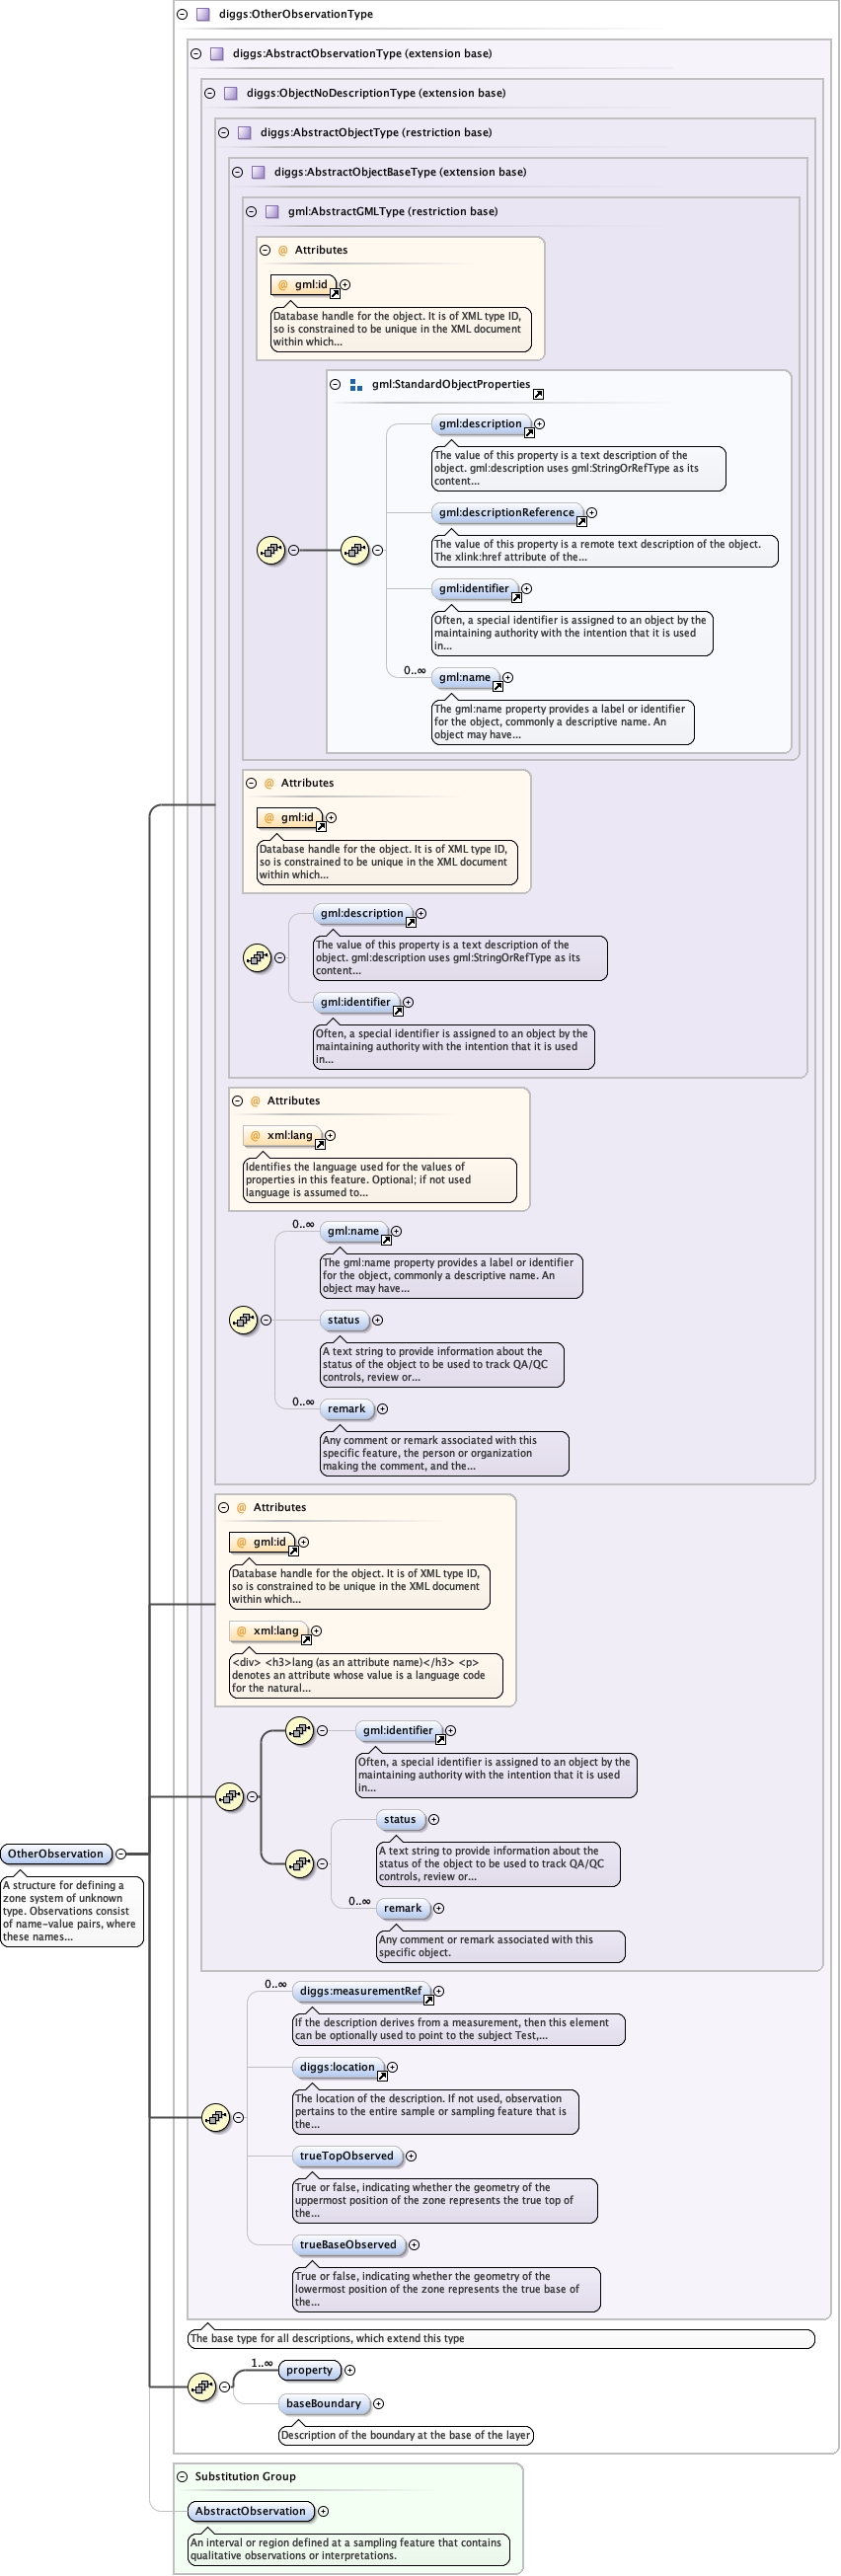 diggs:OtherObservationType
diggs:AbstractObservationType (extension base)
diggs:ObjectNoDescriptionType (extension base)
diggs:AbstractObjectType (restriction base)
diggs:AbstractObjectBaseType (extension base)
gml:AbstractGMLType (restriction base)
@ Attributes
@ gml:id
Database handle for the object. It is of XML type ID,
so is constrained to be unique in the XML document
within which...
gml:StandardObjectProperties
gml:description
The value of this property is a text description of the
object. gml:description uses gml:StringOrRefType as its
content...
gml:descriptionReference
The value of this property is a remote text description of the object.
The xlink:href attribute of the...
gml:identifier
Often, a special identifier is assigned to an object by the
maintaining authority with the intention that it is used
in...
0..∞
gml:name
The gml:name property provides a label or identifier
for the object, commonly a descriptive name. An
object may have...
@ Attributes
@ gml:id
Database handle for the object. It is of XML type ID,
so is constrained to be unique in the XML document
within which...
gml:description
The value of this property is a text description of the
object. gml:description uses gml:StringOrRefType as its
content...
gml:identifier
Often, a special identifier is assigned to an object by the
maintaining authority with the intention that it is used
in...
@ Attributes
@ xml:lang
Identifies the language used for the values of
properties in this feature. Optional; if not used
language is assumed to...
0..∞
gml:name
The gml:name property provides a label or identifier
for the object, commonly a descriptive name. An
object may have...
status
A text string to provide information about the
status of the object to be used to track QA/QC
controls, review or...
0..∞
remark
Any comment or remark associated with this
specific feature, the person or organization
making the comment, and the...
@ Attributes
@ gml:id
Database handle for the object. It is of XML type ID,
so is constrained to be unique in the XML document
within which...
@ xml:lang
<div> <h3>lang (as an attribute name)</h3> <p>
denotes an attribute whose value is a language code
for the natural...
gml:identifier
Often, a special identifier is assigned to an object by the
maintaining authority with the intention that it is used
in...
status
A text string to provide information about the
status of the object to be used to track QA/QC
controls, review or...
0..∞
remark
Any comment or remark associated with this
specific object.
OtherObservation
A structure for defining a
zone system of unknown
type. Observations consist
of name-value pairs, where
these names...
0..∞
diggs:measurementRef
If the description derives from a measurement, then this element
can be optionally used to point to the subject Test,...
diggs:location
The location of the description. If not used, observation
pertains to the entire sample or sampling feature that is
the...
trueTopObserved
True or false, indicating whether the geometry of the
uppermost position of the zone represents the true top of
the...
trueBaseObserved
True or false, indicating whether the geometry of the
lowermost position of the zone represents the true base of
the...
The base type for all descriptions, which extend this type
1..∞
property
baseBoundary
Description of the boundary at the base of the layer
Substitution Group
AbstractObservation
An interval or region defined at a sampling feature that contains
qualitative observations or interpretations.